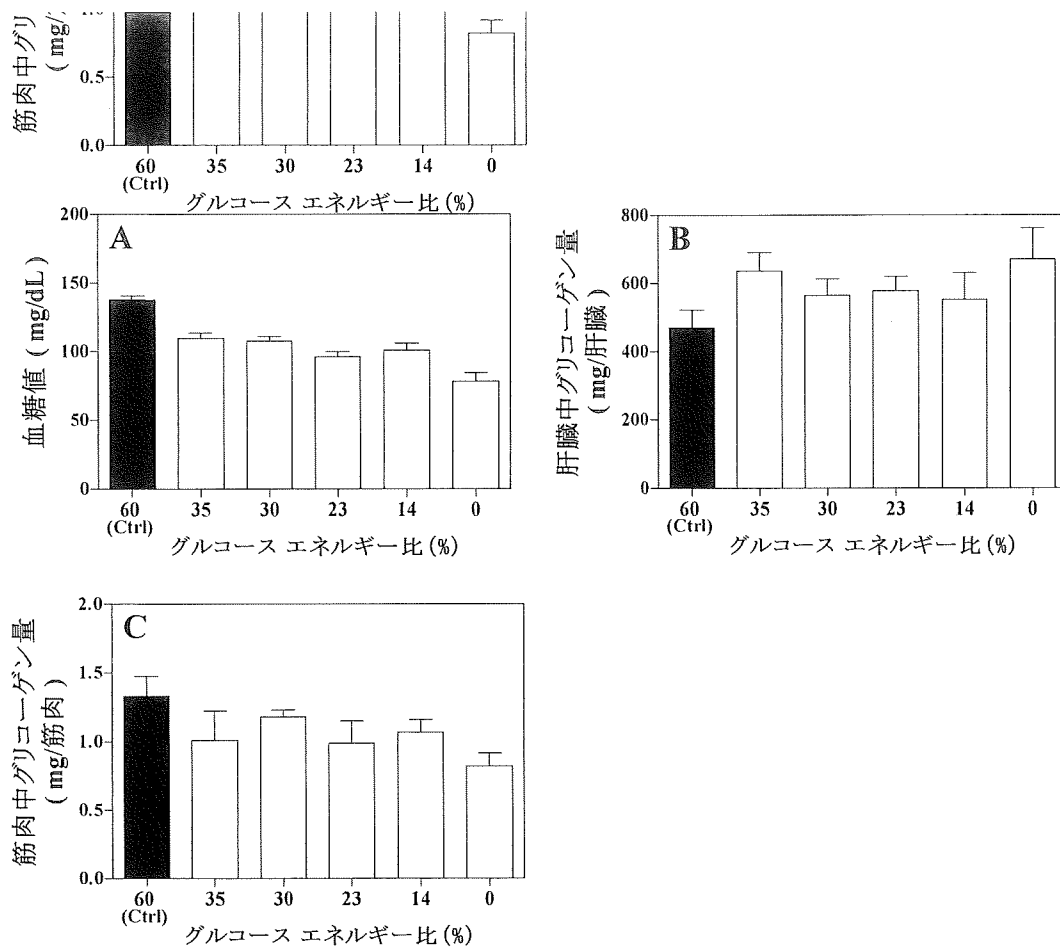 筋肉中グリ
( mg/
1.0
0.5
0.0
60 35 30 23 14 0
(Ctrl)
グルコース エネルギー比(%)
A
血糖値 ( mg/dL)
200
150
100
50
0
60 35 30 23 14 0
(Ctrl)
グルコース エネルギー比(%)
B
肝臓中グリコーゲン量
( mg/肝臓 )
800
600
400
200
0
60 35 30 23 14 0
(Ctrl)
グルコース エネルギー比(%)
C
筋肉中グリコーゲン量
( mg/筋肉 )
2.0
1.5
1.0
0.5
0.0
60 35 30 23 14 0
(Ctrl)
グルコース エネルギー比(%)